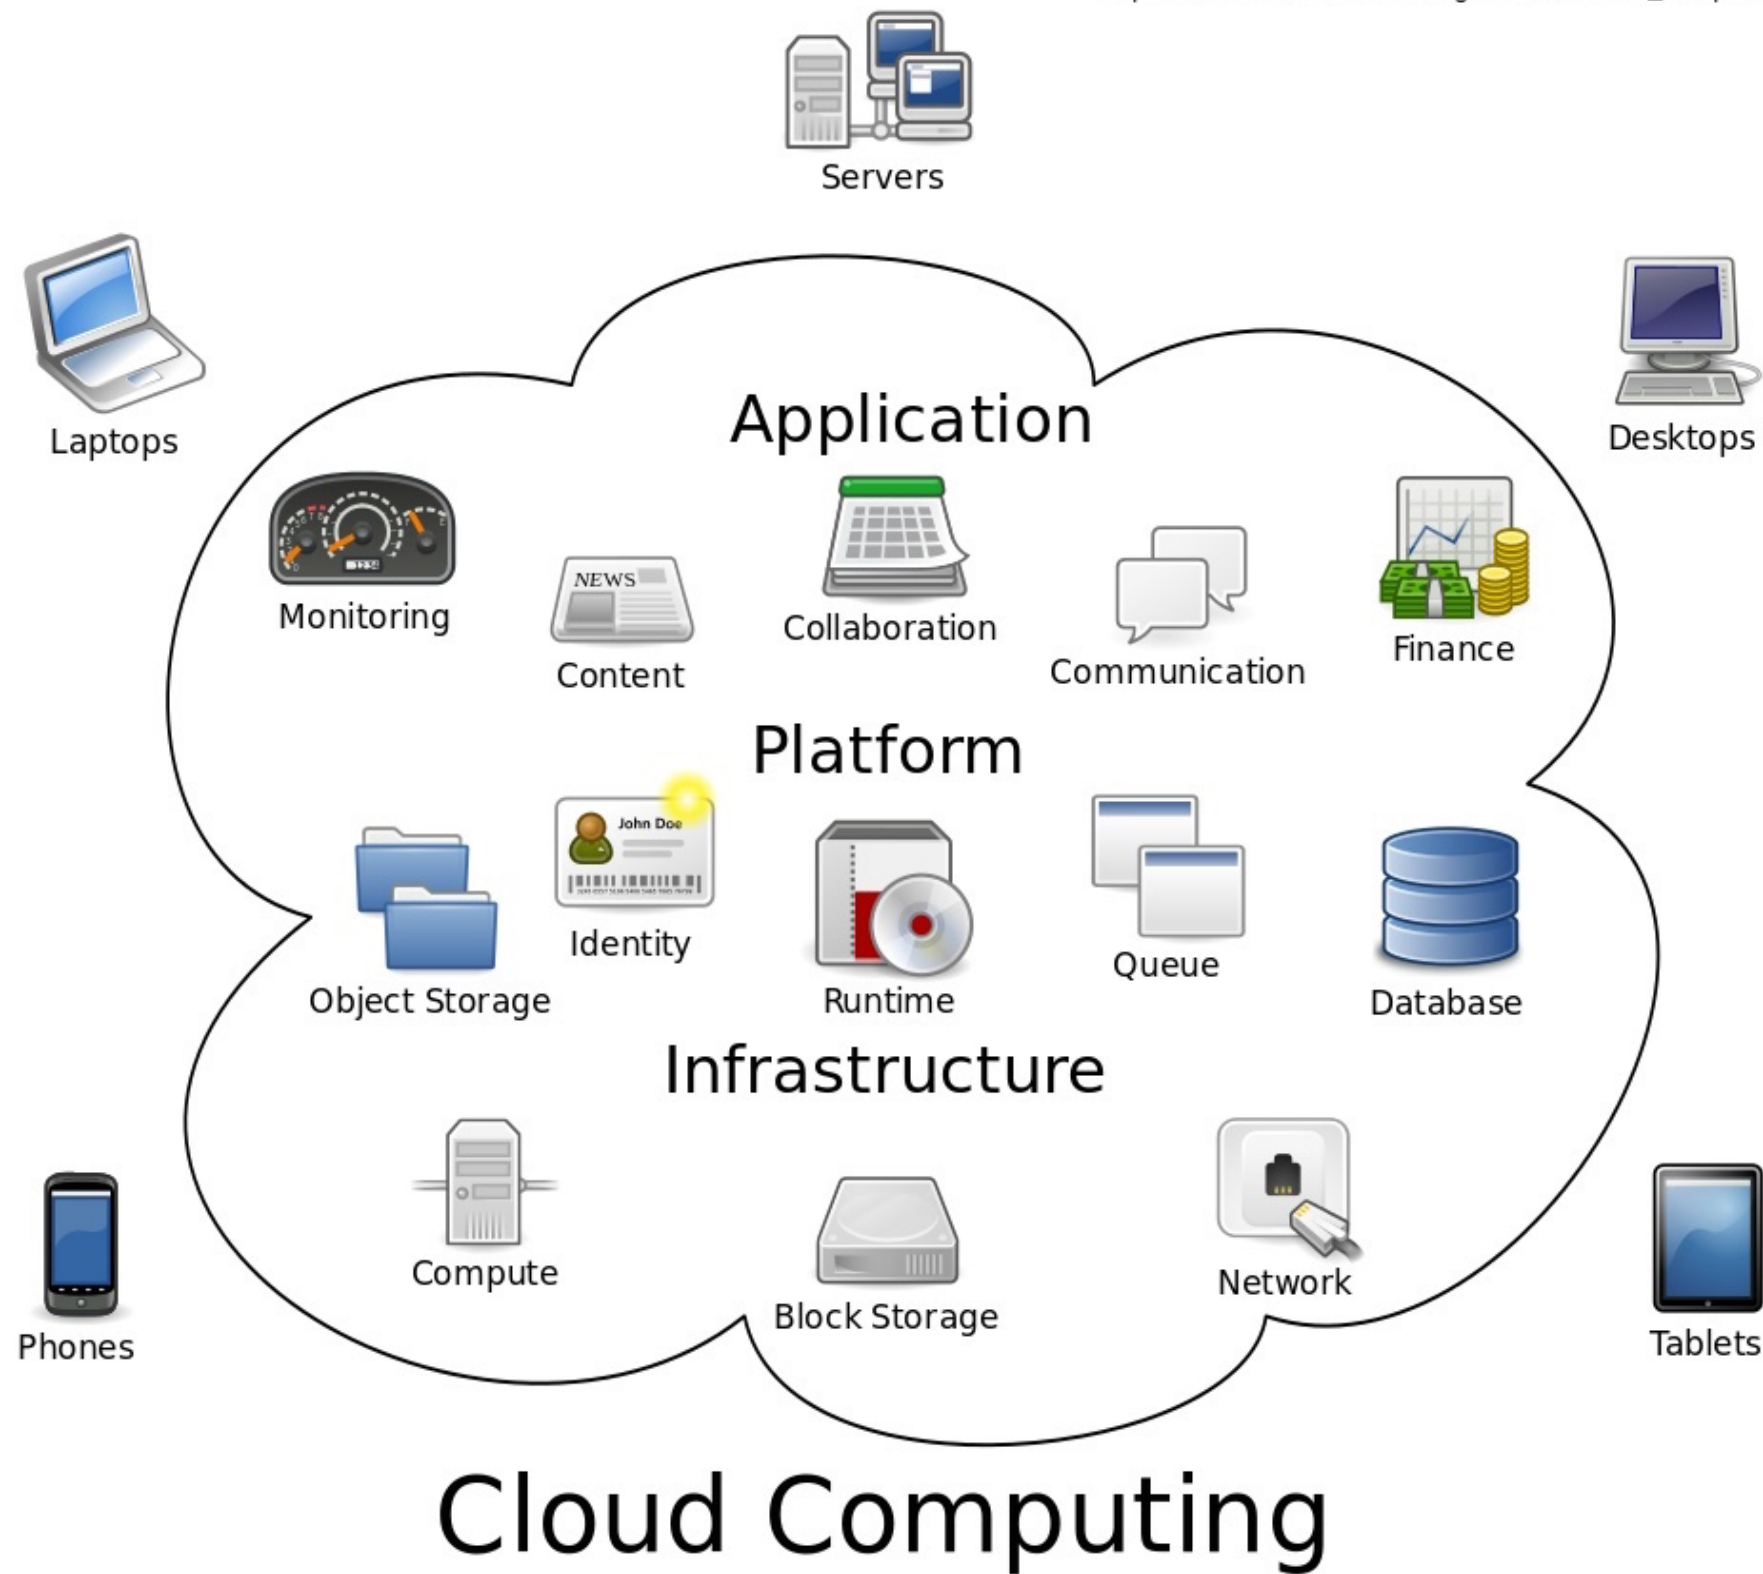 Servers
Laptops
Desktops
Application
Monitoring
NEWS
Content
Collaboration
Communication
Finance
Platform
John Doe
Object Storage
Identity
Runtime
Queue
Database
Infrastructure
Compute
Block Storage
Network
Phones
Tablets
Cloud Computing